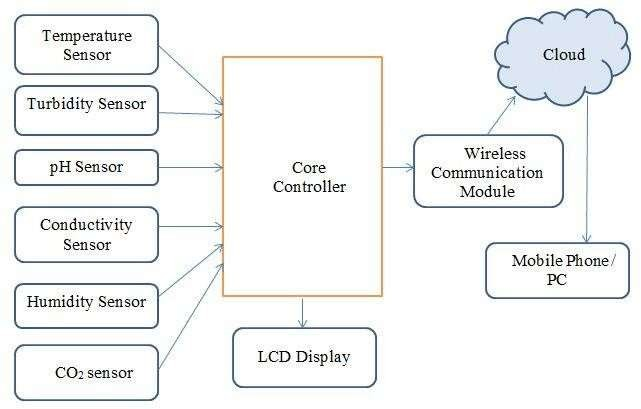 Temperature
Sensor
Turbidity Sensor
pH Sensor
Conductivity
Sensor
Humidity Sensor
CO₂ sensor
Core
Controller
LCD Display
Wireless
Communication
Module
Cloud
Mobile Phone /
PC